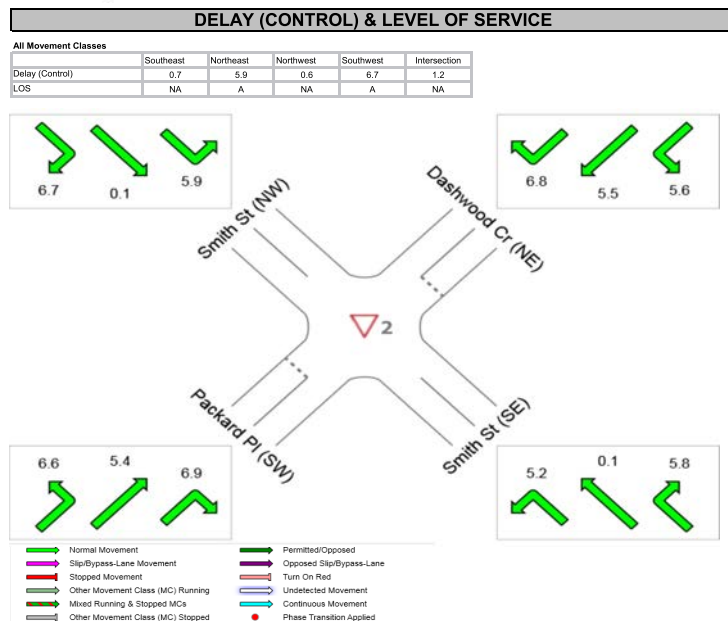 DELAY (CONTROL) & LEVEL OF SERVICE
All Movement Classes
Southeast Northeast Northwest Southwest Intersection
Delay (Control) 0.7 5.9 0.6 6.7 1.2
LOS NA A NA A NA
6.7 0.1 5.9
6.8 5.5 5.6
Smith St (NW)
Dashwood Cr (NE)
2
Packard Pl (SW)
Smith St (SE)
6.6 5.4 6.9
5.2 0.1 5.8
Normal Movement Permitted/Opposed
Slip/Bypass-Lane Movement Opposed Slip/Bypass-Lane
Stopped Movement Turn On Red
Other Movement Class (MC) Running Undetected Movement
Mixed Running & Stopped MCs Continuous Movement
Other Movement Class (MC) Stopped Phase Transition Applied